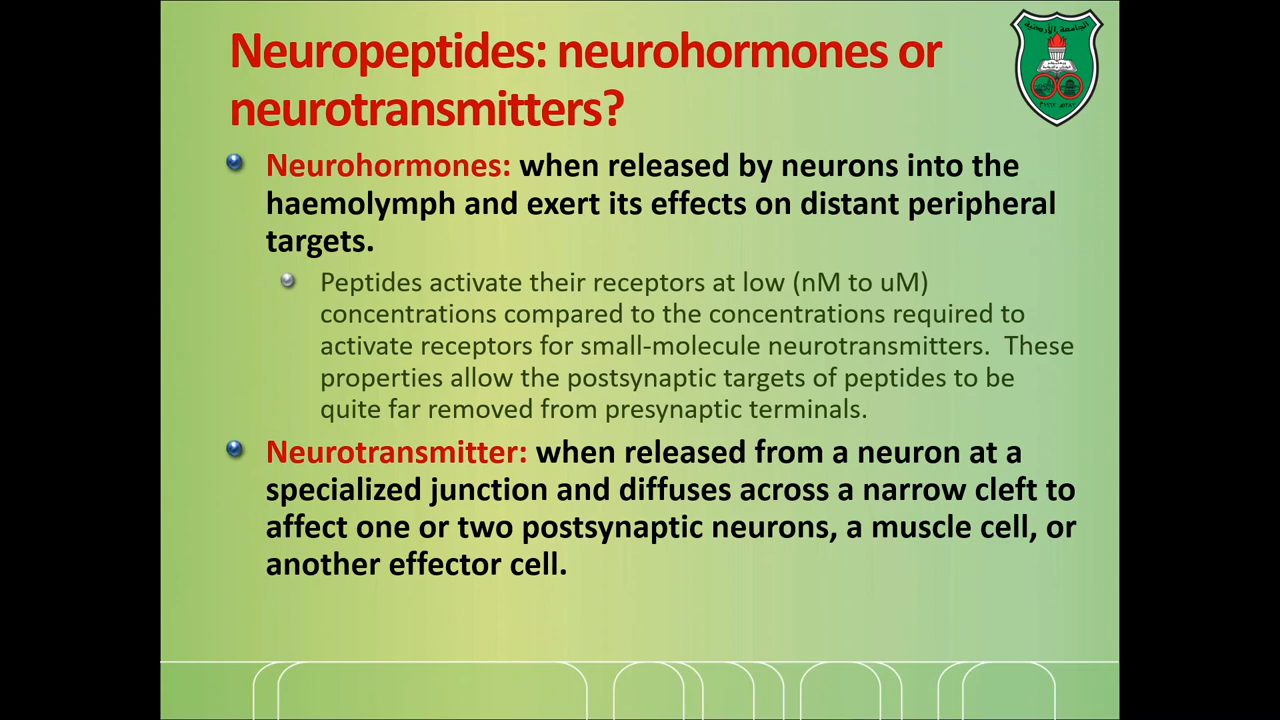 Neuropeptides: neurohormones or
neurotransmitters?
الجامعة الأردنية
Neurohormones: when released by neurons into the
haemolymph and exert its effects on distant peripheral
targets.
Peptides activate their receptors at low (nM to uM)
concentrations compared to the concentrations required to
activate receptors for small-molecule neurotransmitters.  These
properties allow the postsynaptic targets of peptides to be
quite far removed from presynaptic terminals.
Neurotransmitter: when released from a neuron at a
specialized junction and diffuses across a narrow cleft to
affect one or two postsynaptic neurons, a muscle cell, or
another effector cell.